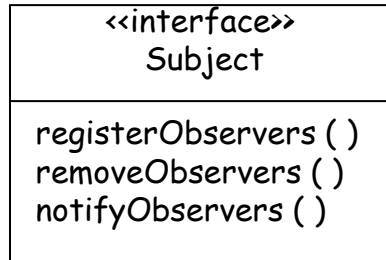 ‹‹interface››
Subject
registerObservers ( )
removeObservers ( )
notifyObservers ( )